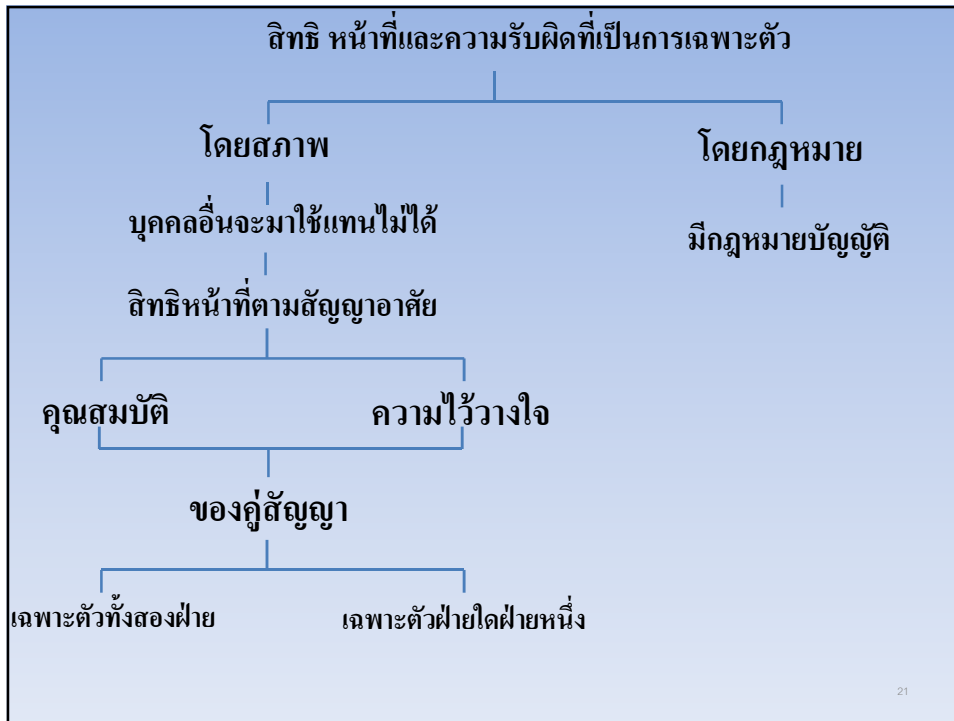 สิทธิ หน้าที่และความรับผิดที่เป็นการเฉพาะตัว
โดยสภาพ
โดยกฎหมาย
บุคคลอื่นจะมาใช้แทนไม่ได้
มีกฎหมายบัญญัติ
สิทธิหน้าที่ตามสัญญาอาศัย
คุณสมบัติ
ความไว้วางใจ
ของคู่สัญญา
เฉพาะตัวทั้งสองฝ่าย
เฉพาะตัวฝ่ายใดฝ่ายหนึ่ง
21